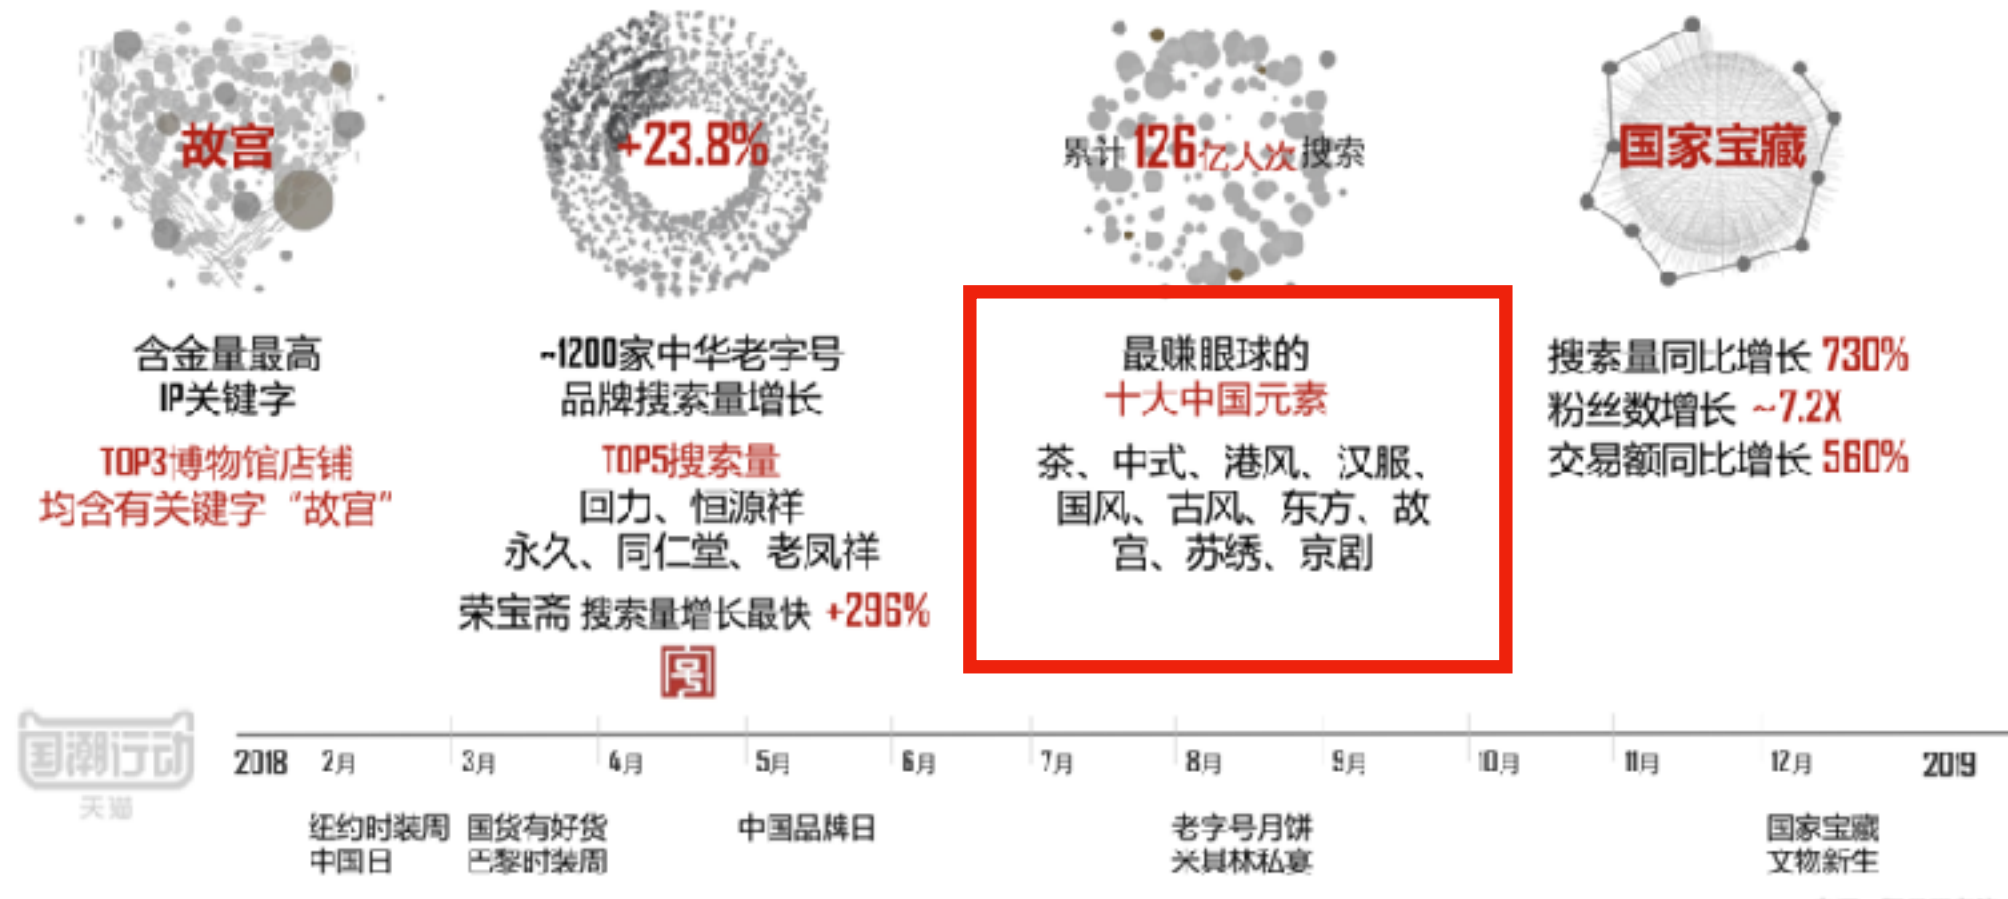 故宫
含金量最高
IP关键字
TOP3博物馆店铺
均含有关键字“故宫”
+23.8%
~1200家中华老字号
品牌搜索量增长
TOP5搜索量
回力、恒源祥
永久、同仁堂、老凤祥
荣宝斋 搜索量增长最快 +296%
号
累计 126亿人次 搜索
最赚眼球的
十大中国元素
茶、中式、港风、汉服、
国风、古风、东方、故
宫、苏绣、京剧
国家宝藏
搜索量同比增长 730%
粉丝数增长 ~7.2X
交易额同比增长 560%
国潮行动
天猫
2018 2月 3月 4月 5月 6月 7月 8月 9月 10月 11月 12月 2019
纽约时装周
中国日
国货有好货
巴黎时装周
中国品牌日
老字号月饼
米其林私宴
国家宝藏
文物新生